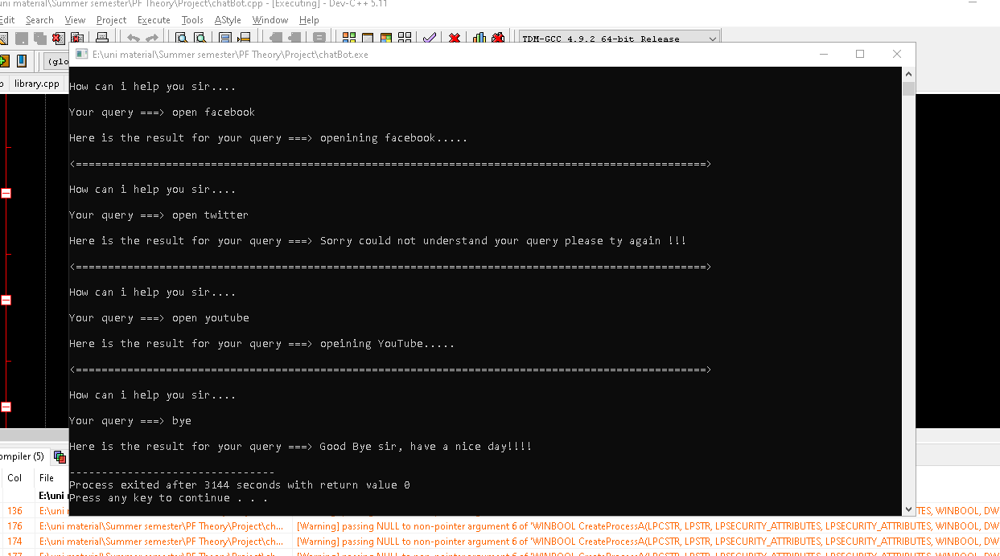 uni material\Summer semester\PF Theory\Project\chatBot.cpp - [Executing] - Dev-C++ 5.11
Edit Search View Project Execute Tools AStyle Window Help
TDM-GCC 4.9.2 64-bit Release
(glo
library.cpp
E:\uni material\Summer semester\PF Theory\Project\chatBot.exe
How can i help you sir....
Your query ===> open facebook
Here is the result for your query ===> openining facebook.....
<==================================================================================================>
How can i help you sir....
Your query ===> open twitter
Here is the result for your query ===> Sorry could not understand your query please ty again !!!
<==================================================================================================>
How can i help you sir....
Your query ===> open youtube
Here is the result for your query ===> opeining YouTube.....
<==================================================================================================>
How can i help you sir....
Your query ===> bye
Here is the result for your query ===> Good Bye sir, have a nice day!!!!
--------------------------------
Process exited after 3144 seconds with return value 0
Press any key to continue . . .
ompiler (5)
Col File
E:\uni
136 E:\uni TES, WINBOOL, DW
176 E:\uni material\Summer semester\PF Theory\Project\ch... [Warning] passing NULL to non-pointer argument 6 of 'WINBOOL CreateProcessA(LPCSTR, LPSTR, LPSECURITY_ATTRIBUTES, LPSECURITY_ATTRIBUTES, WINBOOL, DW
174 E:\uni material\Summer semester\PF Theory\Project\ch... [Warning] passing NULL to non-pointer argument 6 of 'WINBOOL CreateProcessA(LPCSTR, LPSTR, LPSECURITY_ATTRIBUTES, LPSECURITY_ATTRIBUTES, WINBOOL, DW